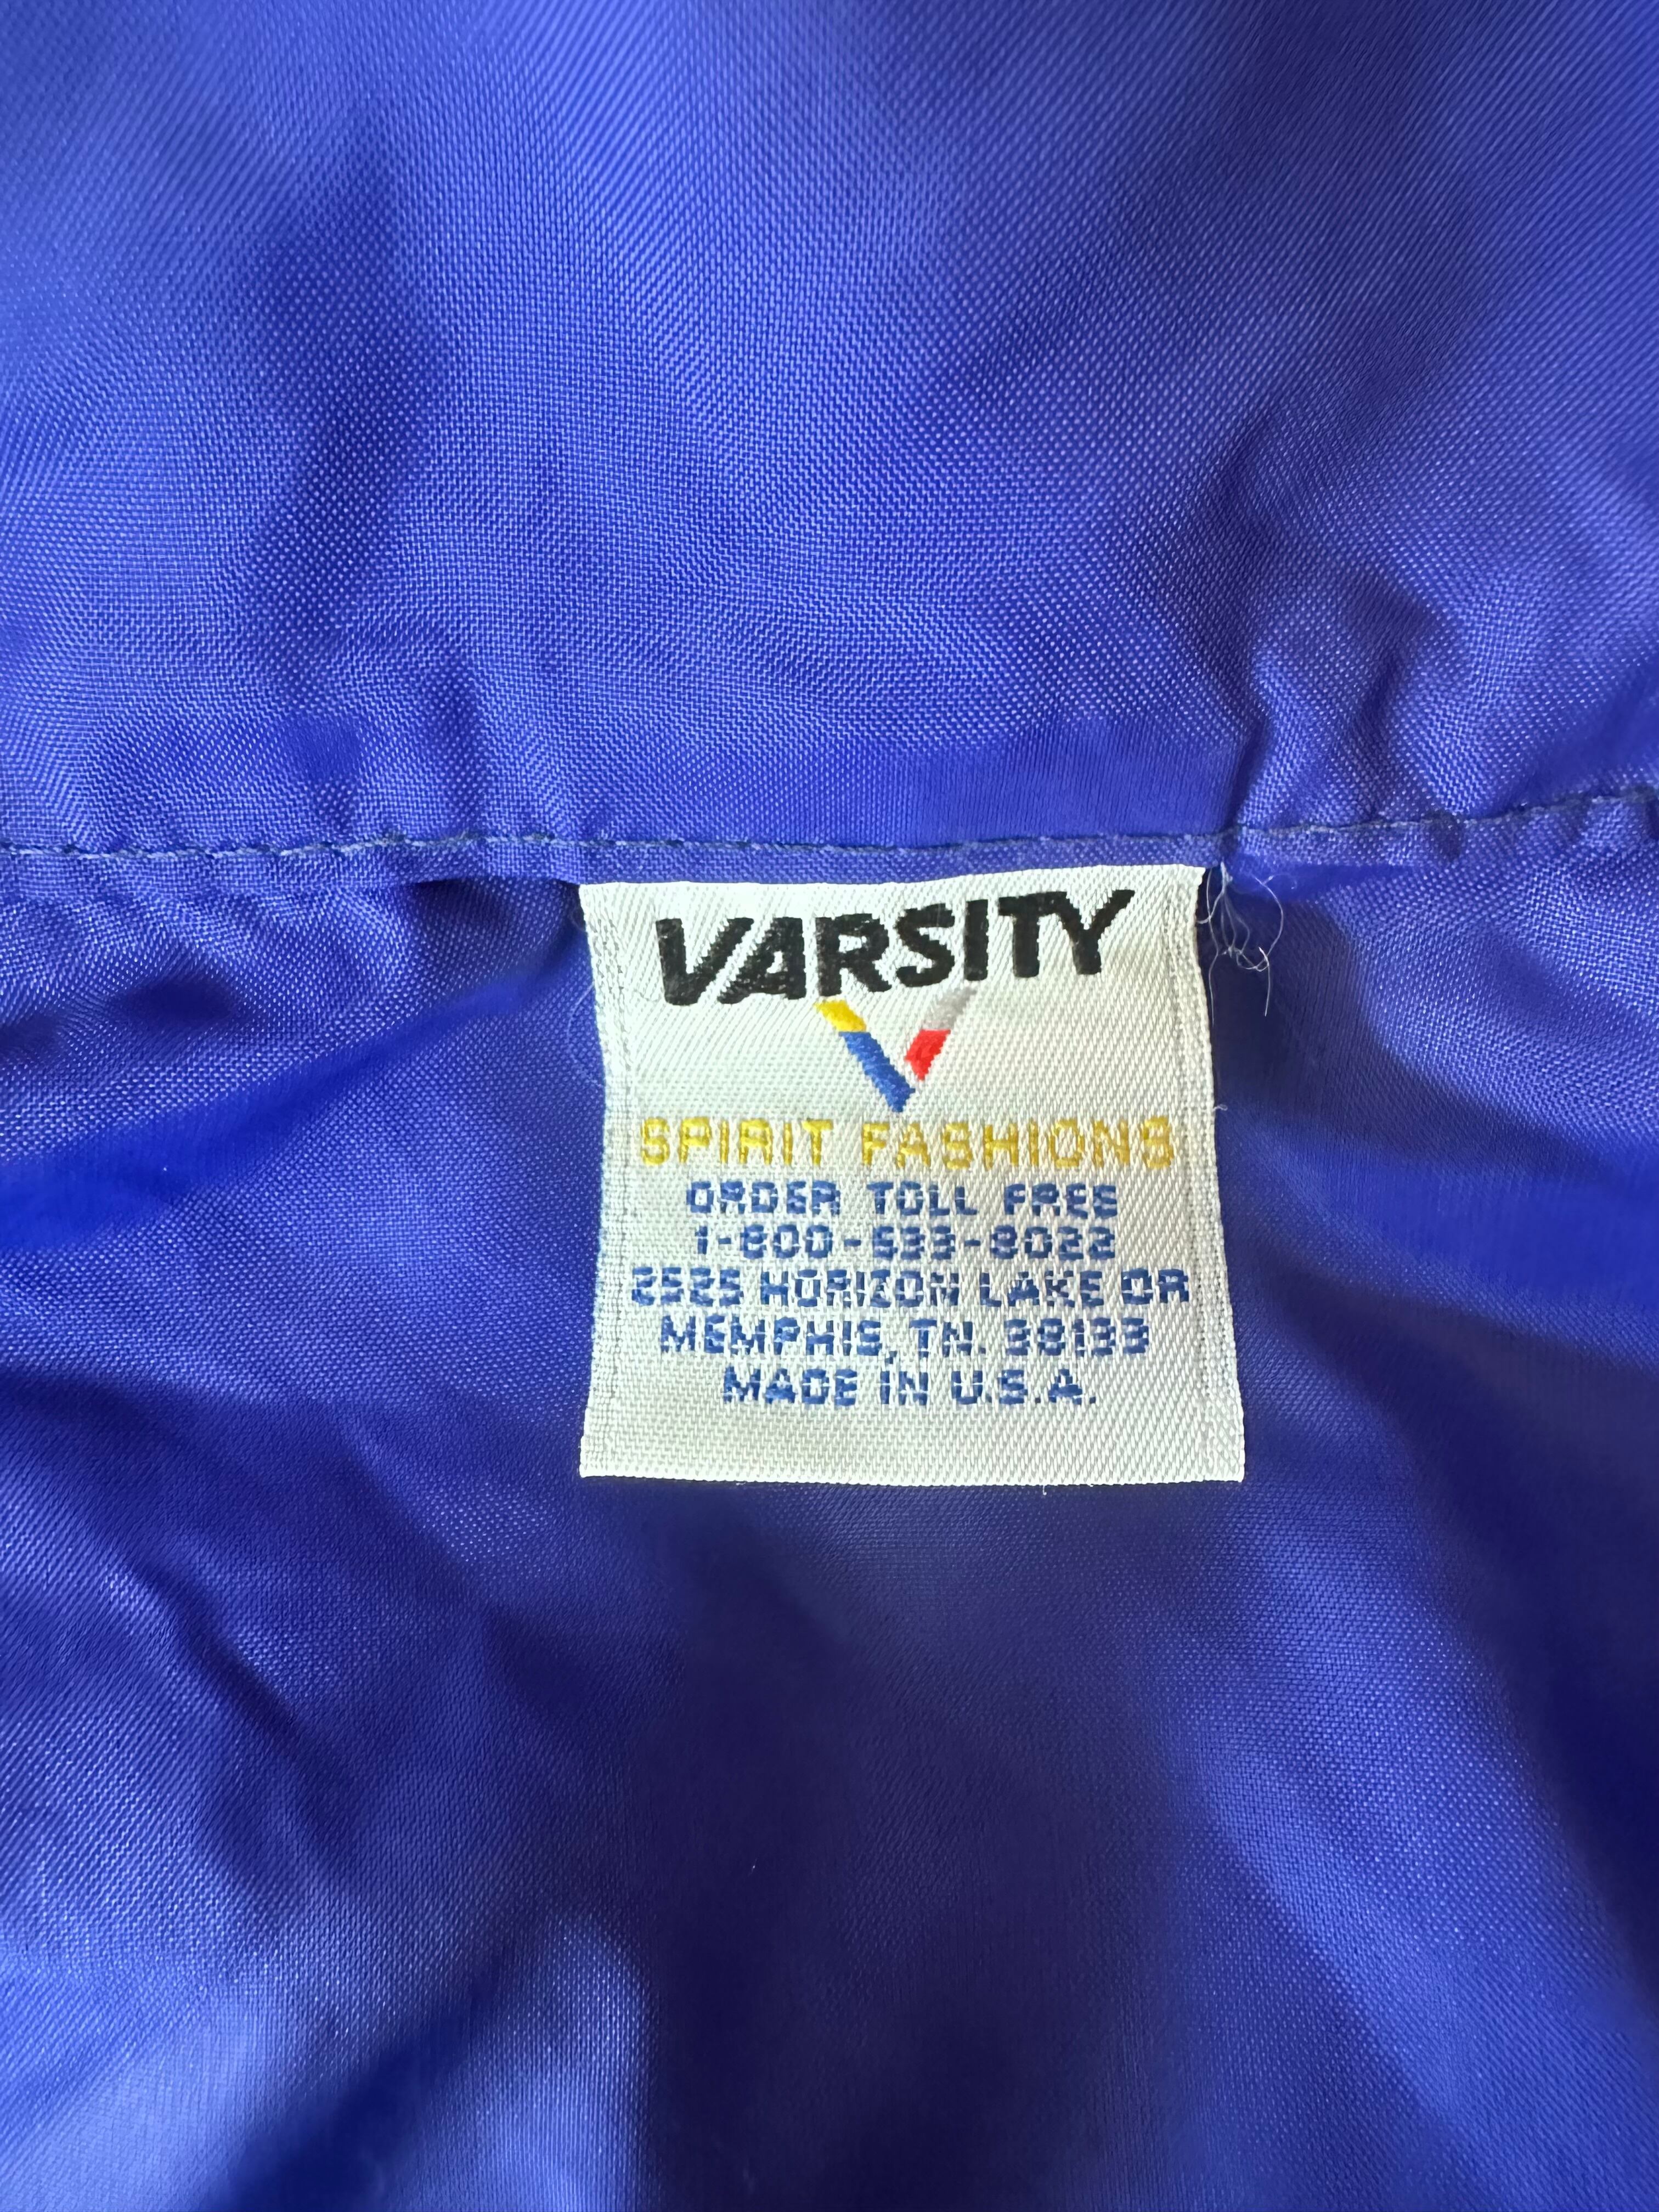 VARSITY
SPIRIT FASHIONS
ORDER TOLL FREE
1-800-533-8022
2525 HORIZON LAKE DR
MEMPHIS, TN. 38133
MADE IN U.S.A.